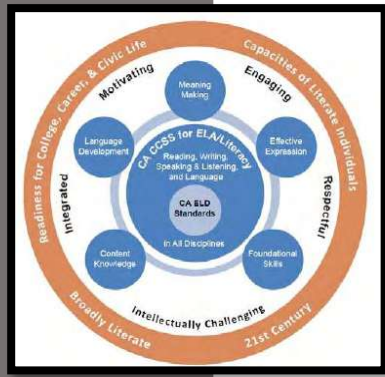 Readiness for College, Career, & Civic Life
Capacities of Literate Individuals
Broadly Literate
21st Century
Motivating
Engaging
Integrated
Respectful
Intellectually Challenging
Meaning
Making
Language
Development
Effective
Expression
Content
Knowledge
Foundational
Skills
CA CCSS for ELA/Literacy
Reading, Writing,
Speaking & Listening,
and Language
CA ELD
Standards
in All Disciplines